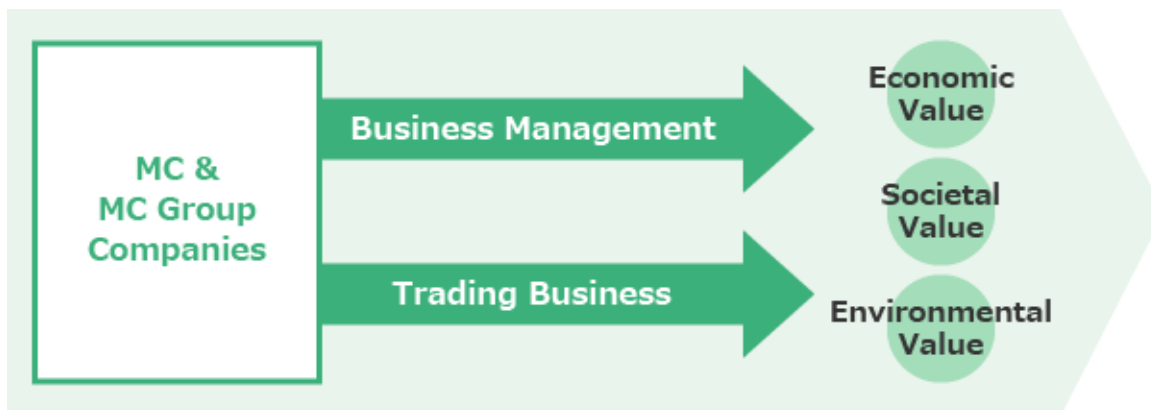 MC &
MC Group
Companies
Business Management
Trading Business
Economic
Value
Societal
Value
Environmental
Value